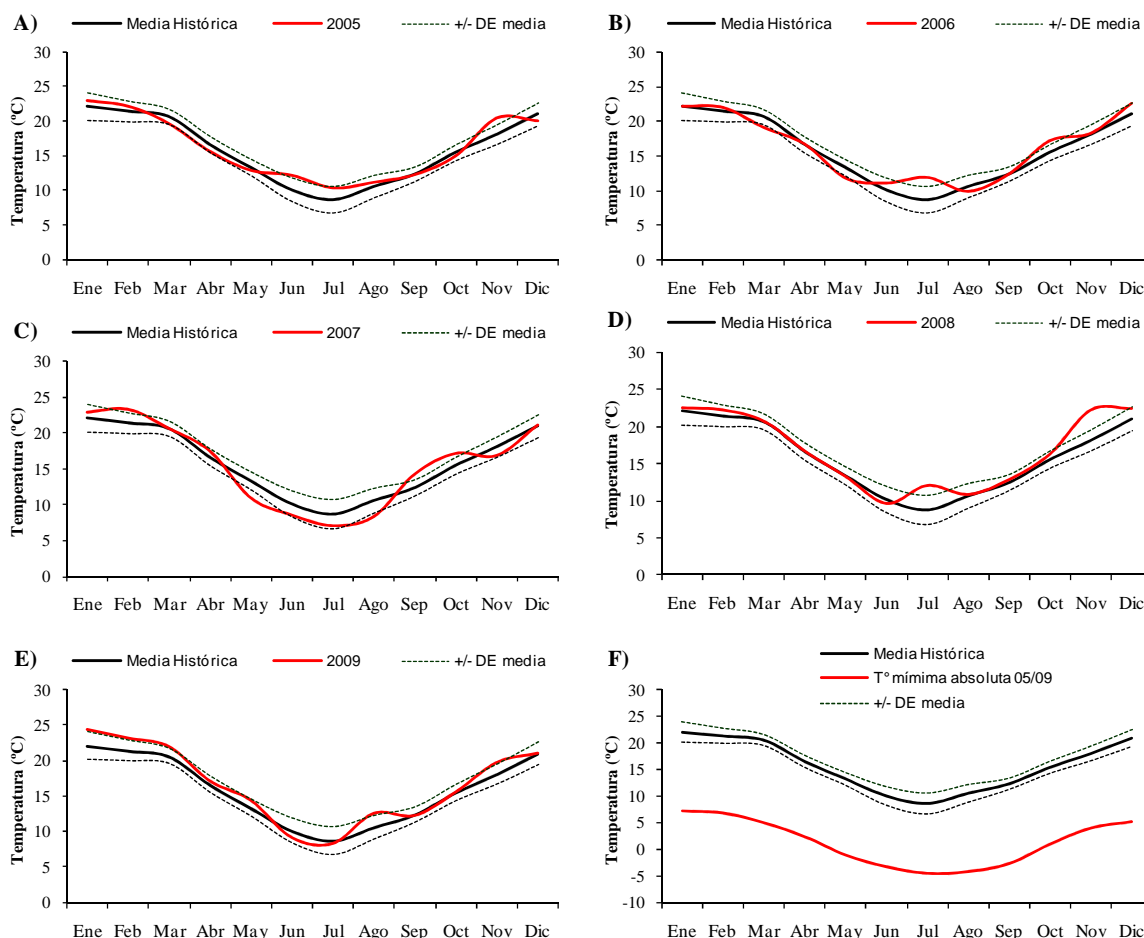 A)
Media Histórica 2005 +/- DE media
Temperatura (ºC)
30
25
20
15
10
5
0
Ene Feb Mar Abr May Jun Jul Ago Sep Oct Nov Dic
B)
Media Histórica 2006 +/- DE media
Temperatura (ºC)
30
25
20
15
10
5
0
Ene Feb Mar Abr May Jun Jul Ago Sep Oct Nov Dic
C)
Media Histórica 2007 +/- DE media
Temperatura (ºC)
30
25
20
15
10
5
0
Ene Feb Mar Abr May Jun Jul Ago Sep Oct Nov Dic
D)
Media Histórica 2008 +/- DE media
Temperatura (ºC)
30
25
20
15
10
5
0
Ene Feb Mar Abr May Jun Jul Ago Sep Oct Nov Dic
E)
Media Histórica 2009 +/- DE media
Temperatura (ºC)
30
25
20
15
10
5
0
Ene Feb Mar Abr May Jun Jul Ago Sep Oct Nov Dic
F)
Media Histórica
T° mímima absoluta 05/09
+/- DE media
Temperatura (ºC)
30
25
20
15
10
5
0
-5
-10
Ene Feb Mar Abr May Jun Jul Ago Sep Oct Nov Dic